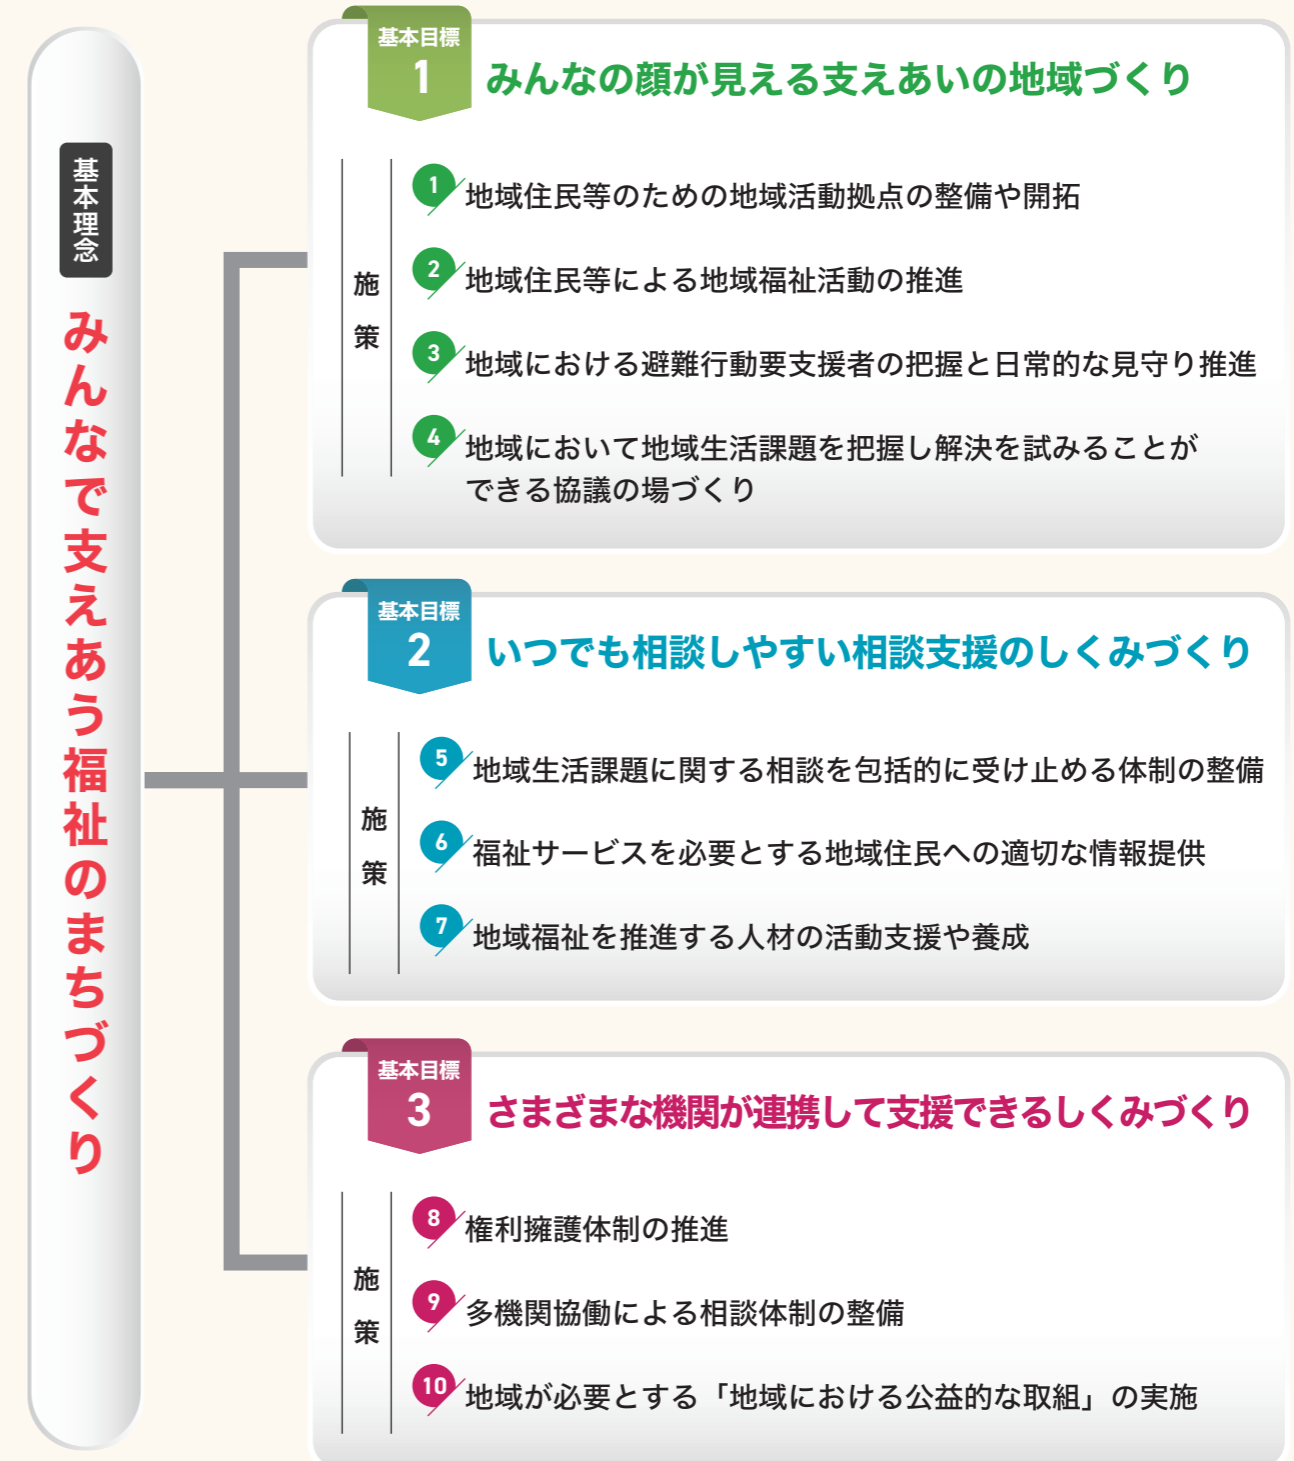 基本理念
みんなで支えあう福祉のまちづくり
基本目標
1
みんなの顔が見える支えあいの地域づくり
施策
1 地域住民等のための地域活動拠点の整備や開拓
2 地域住民等による地域福祉活動の推進
3 地域における避難行動要支援者の把握と日常的な見守り推進
4 地域において地域生活課題を把握し解決を試みることが
できる協議の場づくり
基本目標
2
いつでも相談しやすい相談支援のしくみづくり
施策
5 地域生活課題に関する相談を包括的に受け止める体制の整備
6 福祉サービスを必要とする地域住民への適切な情報提供
7 地域福祉を推進する人材の活動支援や養成
基本目標
3
さまざまな機関が連携して支援できるしくみづくり
施策
8 権利擁護体制の推進
9 多機関協働による相談体制の整備
10 地域が必要とする「地域における公益的な取組」の実施